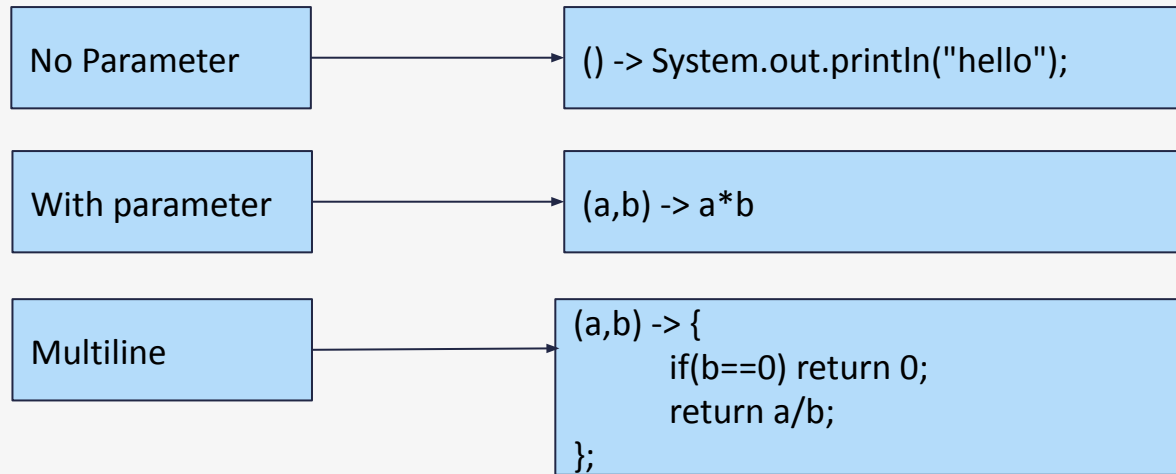 No Parameter
() -> System.out.println("hello");
With parameter
(a,b) -> a*b
Multiline
(a,b) -> {
if(b==0) return 0;
return a/b;
};